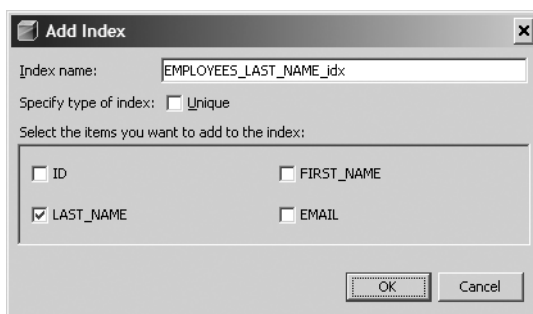 Add Index
Index name: EMPLOYEES_LAST_NAME_idx
Specify type of index: Unique
Select the items you want to add to the index:
ID FIRST_NAME
LAST_NAME EMAIL
OK Cancel